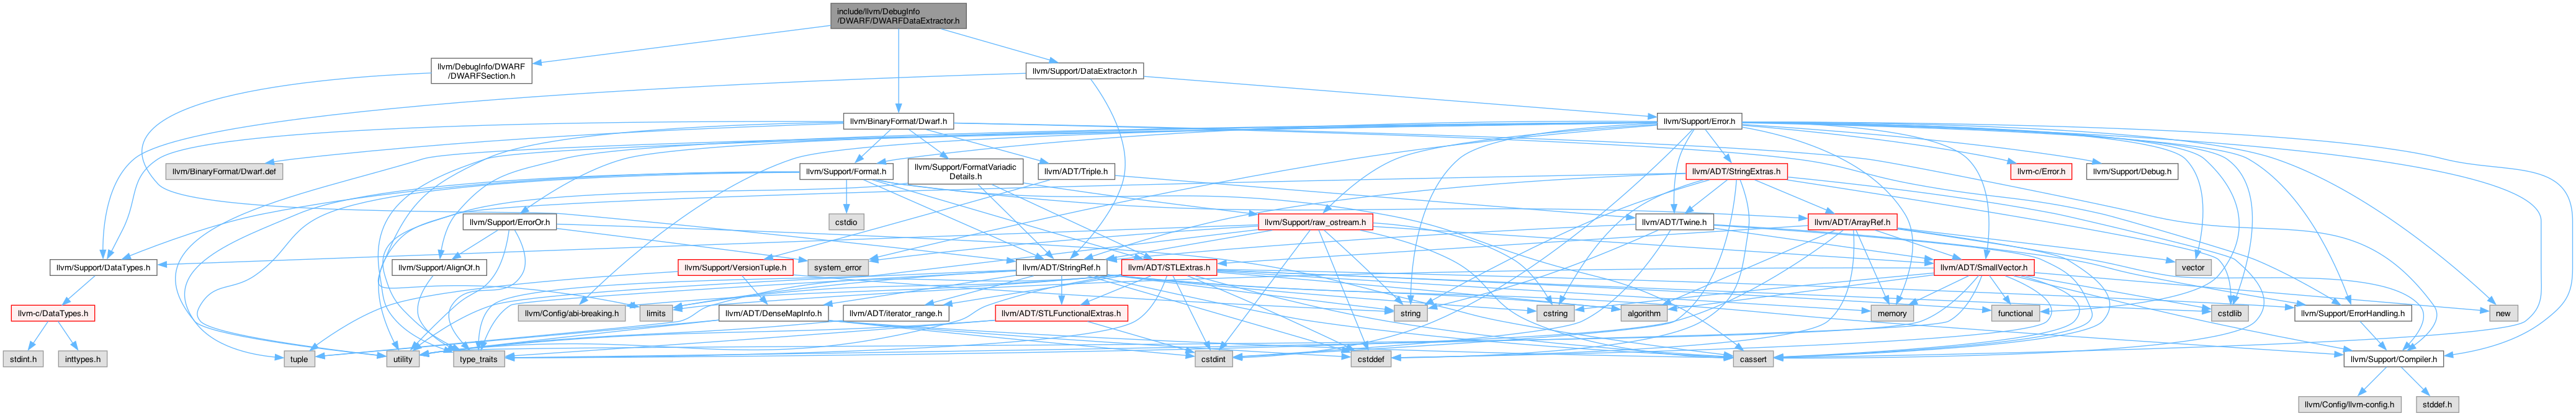 include/llvm/DebugInfo
/DWARF/DWARFDataExtractor.h
llvm/DebugInfo/DWARF
/DWARFSection.h
llvm/Support/DataExtractor.h
llvm/BinaryFormat/Dwarf.h
llvm/Support/Error.h
llvm/BinaryFormat/Dwarf.def
llvm/Support/Format.h
llvm/Support/FormatVariadic
Details.h
llvm/ADT/Triple.h
llvm/ADT/StringExtras.h
llvm-c/Error.h
llvm/Support/Debug.h
llvm/Support/ErrorOr.h
cstdio
llvm/Support/raw_ostream.h
llvm/ADT/Twine.h
llvm/ADT/ArrayRef.h
llvm/Support/DataTypes.h
llvm/Support/AlignOf.h
llvm/Support/VersionTuple.h
system_error
llvm/ADT/StringRef.h
llvm/ADT/STLExtras.h
llvm/ADT/SmallVector.h
vector
llvm-c/DataTypes.h
llvm/Config/abi-breaking.h
limits
llvm/ADT/DenseMapInfo.h
llvm/ADT/iterator_range.h
llvm/ADT/STLFunctionalExtras.h
string
cstring
algorithm
memory
functional
cstdlib
llvm/Support/ErrorHandling.h
new
stdint.h
inttypes.h
tuple
utility
type_traits
cstdint
cstddef
cassert
llvm/Support/Compiler.h
llvm/Config/llvm-config.h
stddef.h